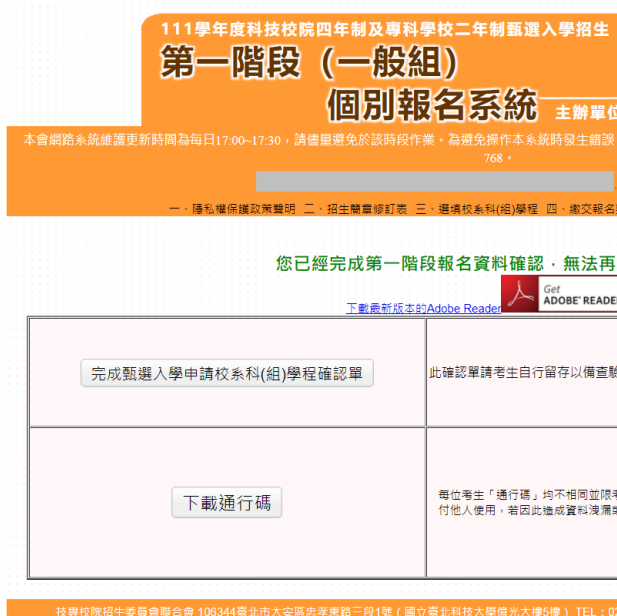 111學年度科技校院四年制及專科學校二年制甄選入學招生
第一階段（一般組）
個別報名系統
主辦單位
本會網路系統維護更新時間為每日17:00~17:30，請儘量避免於該時段作業。為避免操作本系統時發生錯誤
768。
一、隱私權保護政策聲明 二、招生簡章修訂表 三、選填校系科(組)學程 四、繳交報名
您已經完成第一階段報名資料確認，無法再
下載最新版本的Adobe Reader
Get
ADOBE READER
完成甄選入學申請校系科(組)學程確認單
此確認單請考生自行留存以備查驗
下載通行碼
每位考生「通行碼」均不相同並限考
付他人使用，若因此造成資料洩漏或
技專校院招生委員會聯合會 106344臺北市大安區忠孝東路三段1號（國立臺北科技大學億光大樓5樓） TEL：02